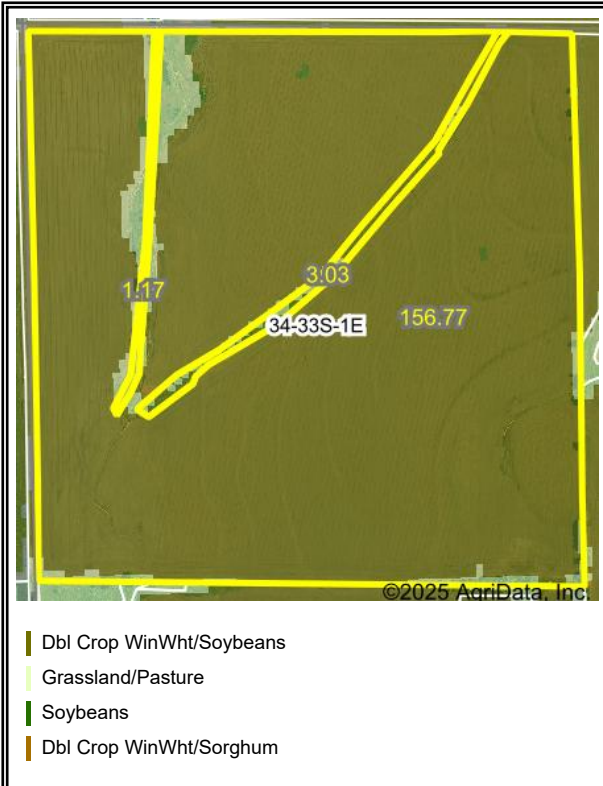 1.17
3.03
156.77
34-33S-1E
©2025 AgriData, Inc.
Dbl Crop WinWht/Soybeans
Grassland/Pasture
Soybeans
Dbl Crop WinWht/Sorghum